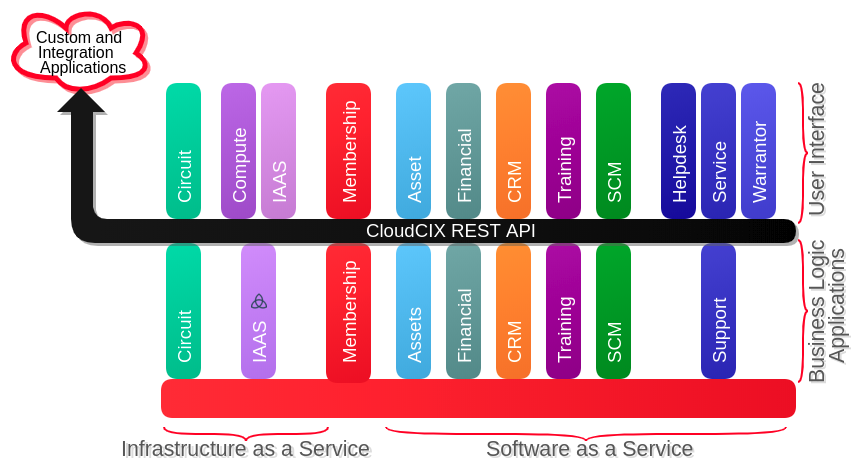 Custom and
Integration
Applications
Circuit
Compute
IAAS
Membership
Asset
Financial
CRM
Training
SCM
Helpdesk
Service
Warrantor
User Interface
CloudCIX REST API
Circuit
IAAS
Membership
Assets
Financial
CRM
Training
SCM
Support
Business Logic
Applications
Infrastructure as a Service
Software as a Service